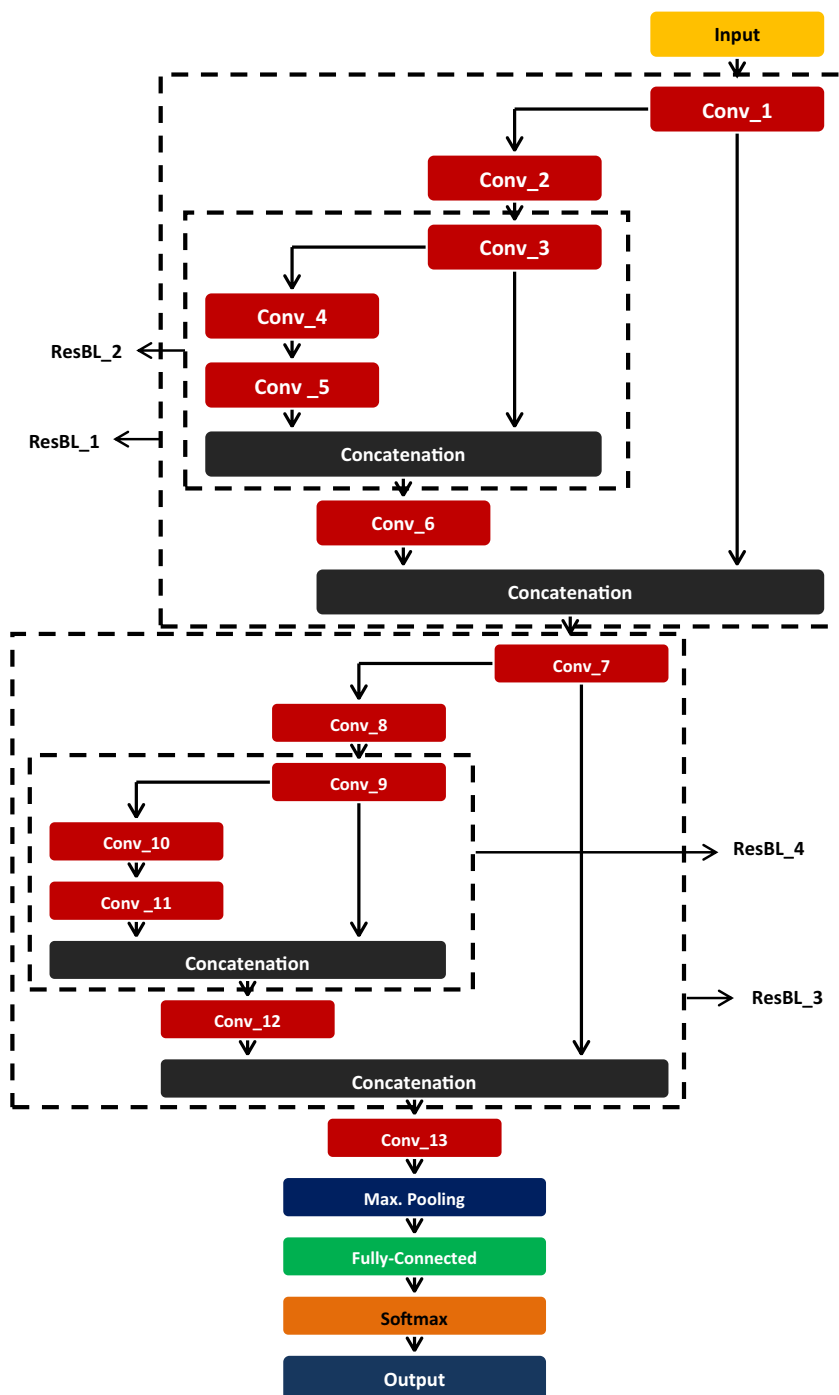 Input
Conv_1
Conv_2
Conv_3
Conv_4
ResBL_2
Conv _5
ResBL_1
Concatenation
Conv_6
Concatenation
Conv_7
Conv_8
Conv_9
Conv_10
ResBL_4
Conv _11
Concatenation
ResBL_3
Conv_12
Concatenation
Conv_13
Max. Pooling
Fully-Connected
Softmax
Output